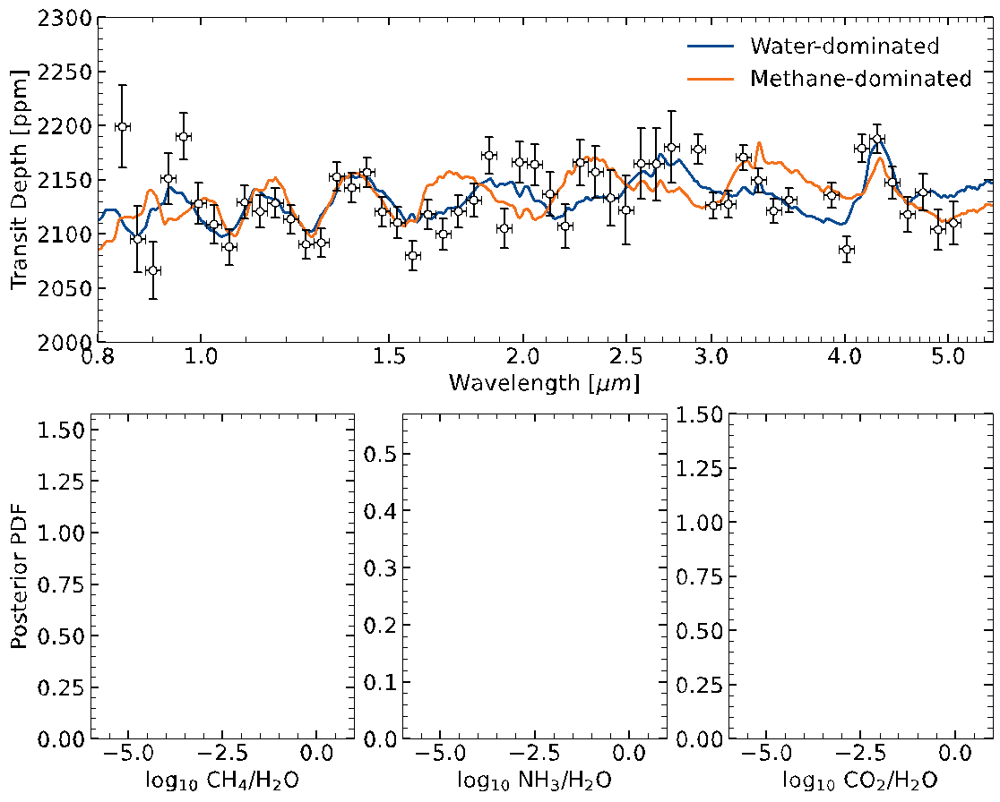 Water-dominated
Methane-dominated
Transit Depth [ppm]
2300
2250
2200
2150
2100
2050
2000
0.8 1.0 1.5 2.0 2.5 3.0 4.0 5.0
Wavelength [μm]
Posterior PDF
1.50
1.25
1.00
0.75
0.50
0.25
0.00
−5.0 −2.5 0.0
log₁₀ CH₄/H₂O
0.5
0.4
0.3
0.2
0.1
0.0
−5.0 −2.5 0.0
log₁₀ NH₃/H₂O
1.50
1.25
1.00
0.75
0.50
0.25
0.00
−5.0 −2.5 0.0
log₁₀ CO₂/H₂O